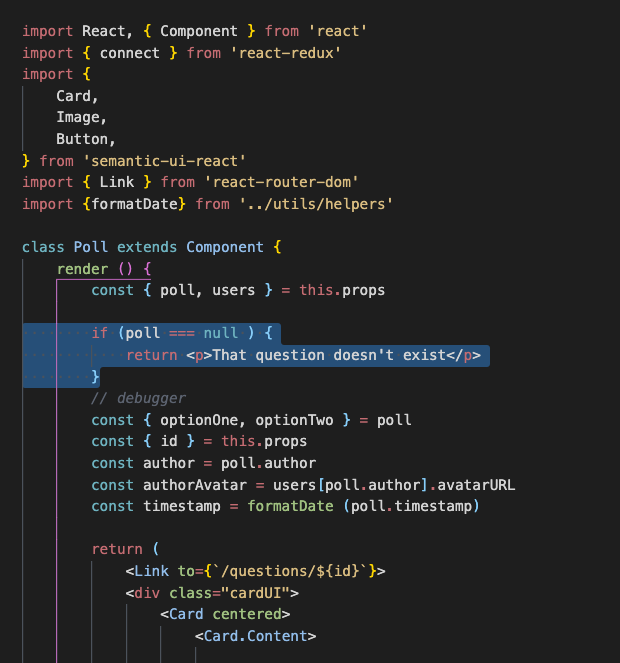 import React, { Component } from 'react'
import { connect } from 'react-redux'
import {
    Card,
    Image,
    Button,
} from 'semantic-ui-react'
import { Link } from 'react-router-dom'
import {formatDate} from '../utils/helpers'

class Poll extends Component {
    render () {
        const { poll, users } = this.props

        if (poll === null ) {
            return <p>That question doesn't exist</p>
        }
        // debugger
        const { optionOne, optionTwo } = poll
        const { id } = this.props
        const author = poll.author
        const authorAvatar = users[poll.author].avatarURL
        const timestamp = formatDate (poll.timestamp)

        return (
            <Link to={`/questions/${id}`}>
            <div class="cardUI">
                <Card centered>
                    <Card.Content>